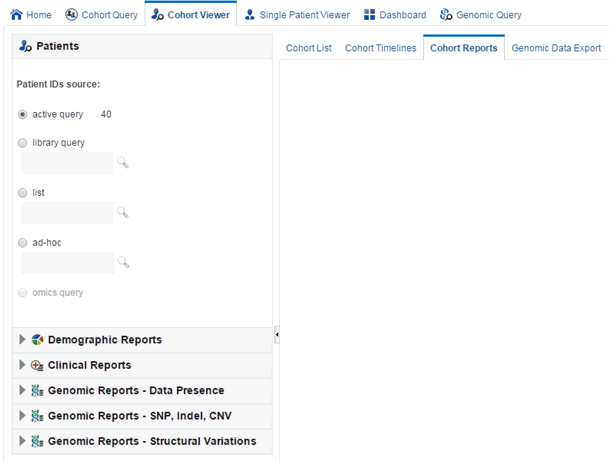 Home Cohort Query Cohort Viewer Single Patient Viewer Dashboard Genomic Query
Patients
Cohort List Cohort Timelines Cohort Reports Genomic Data Export
Patient IDs source:
active query 40
library query
list
ad-hoc
omics query
Demographic Reports
Clinical Reports
Genomic Reports - Data Presence
Genomic Reports - SNP, Indel, CNV
Genomic Reports - Structural Variations